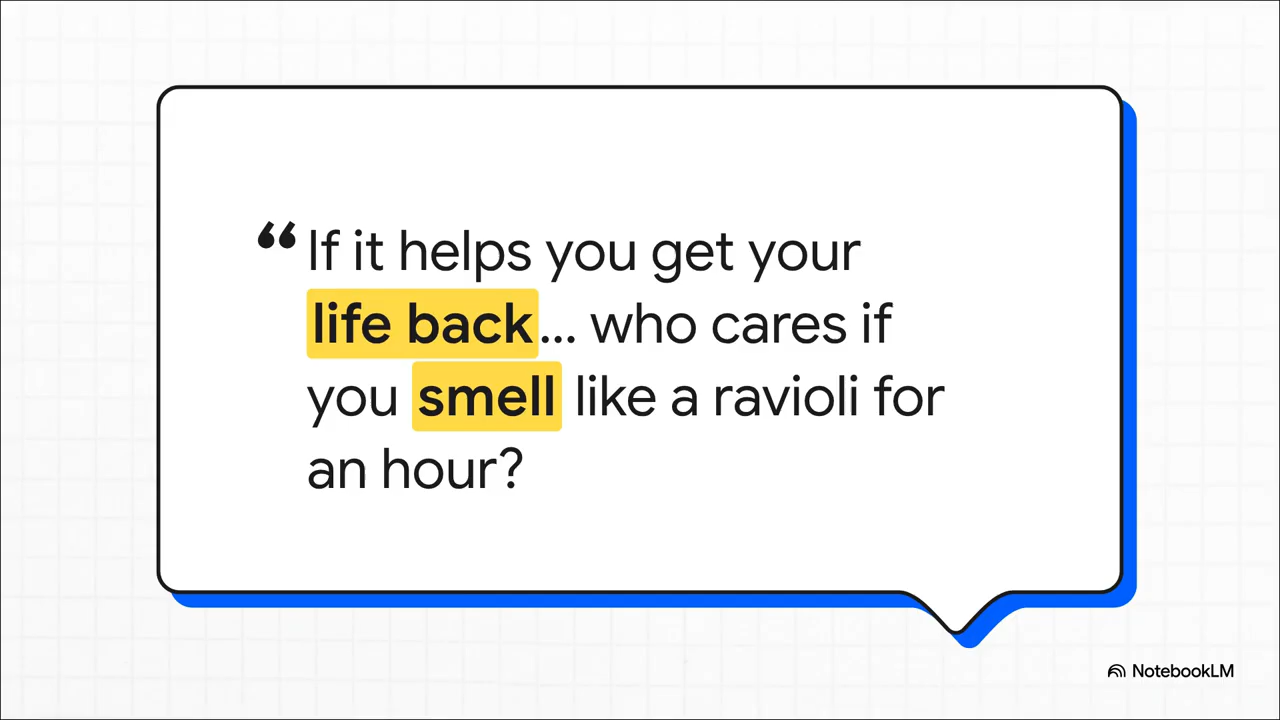 “If it helps you get your
life back... who cares if
you smell like a ravioli for
an hour?
NotebookLM